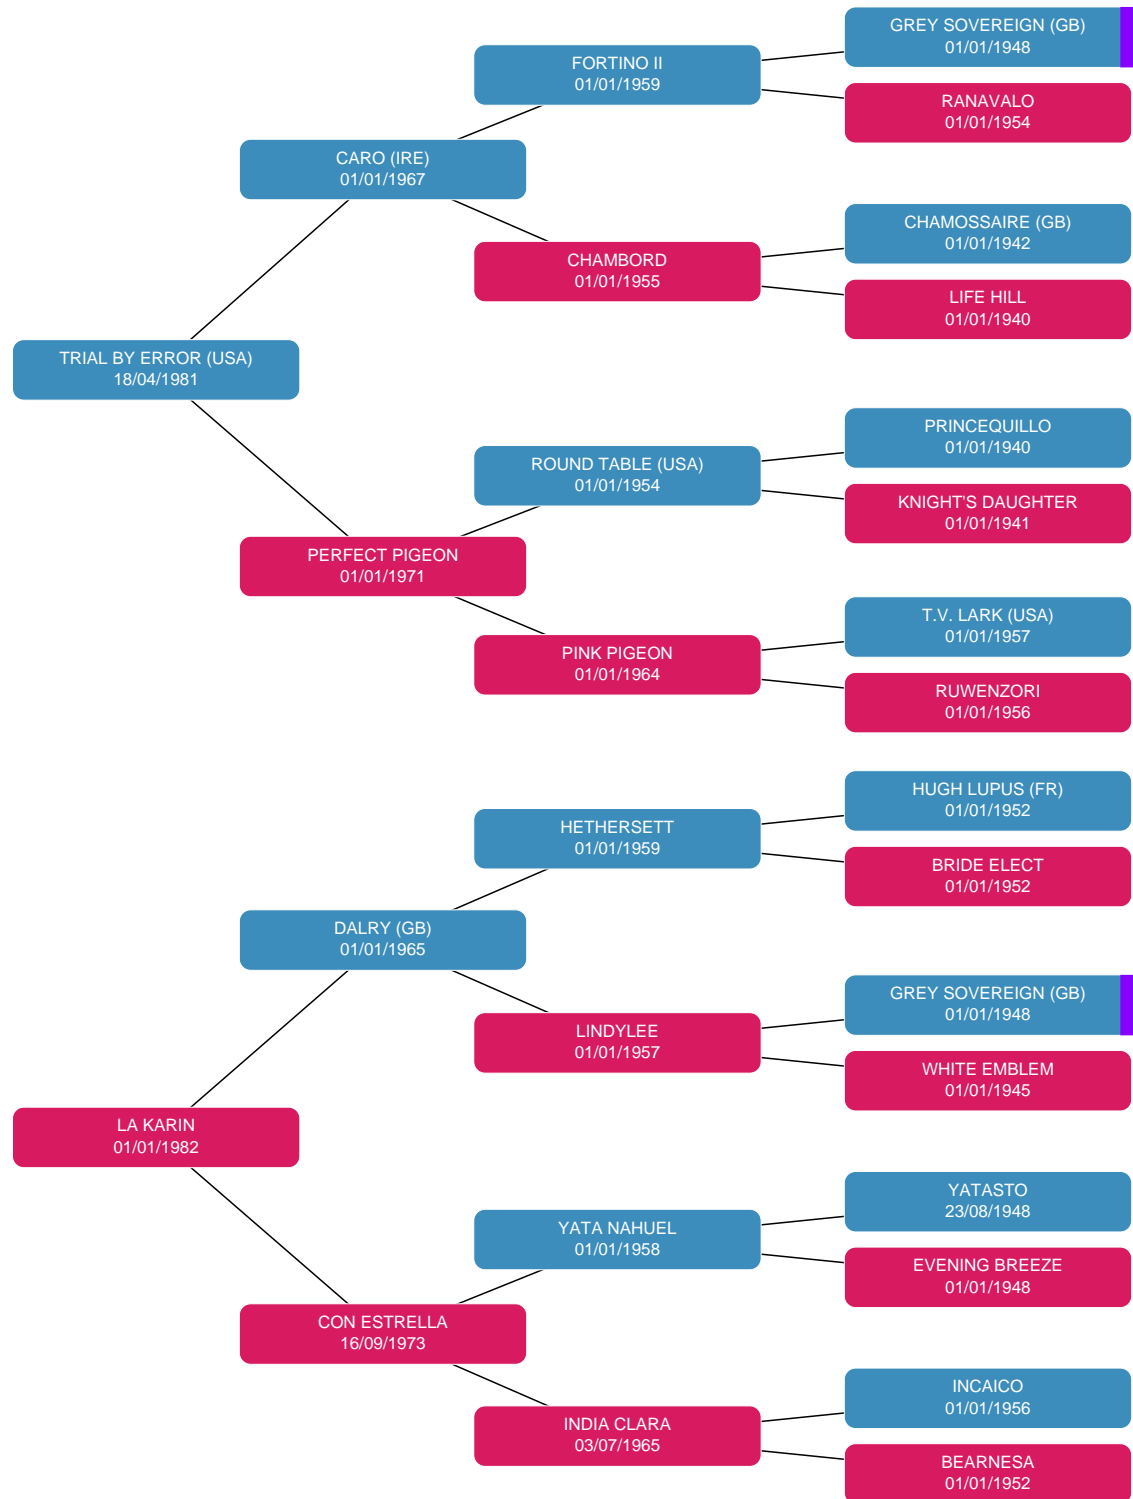 GREY SOVEREIGN (GB)
01/01/1948
FORTINO II
01/01/1959
RANAVALO
01/01/1954
CARO (IRE)
01/01/1967
CHAMOSSAIRE (GB)
01/01/1942
CHAMBORD
01/01/1955
LIFE HILL
01/01/1940
TRIAL BY ERROR (USA)
18/04/1981
PRINCEQUILLO
01/01/1940
ROUND TABLE (USA)
01/01/1954
KNIGHT'S DAUGHTER
01/01/1941
PERFECT PIGEON
01/01/1971
T.V. LARK (USA)
01/01/1957
PINK PIGEON
01/01/1964
RUWENZORI
01/01/1956
HUGH LUPUS (FR)
01/01/1952
HETHERSETT
01/01/1959
BRIDE ELECT
01/01/1952
DALRY (GB)
01/01/1965
GREY SOVEREIGN (GB)
01/01/1948
LINDYLEE
01/01/1957
WHITE EMBLEM
01/01/1945
LA KARIN
01/01/1982
YATASTO
23/08/1948
YATA NAHUEL
01/01/1958
EVENING BREEZE
01/01/1948
CON ESTRELLA
16/09/1973
INCAICO
01/01/1956
INDIA CLARA
03/07/1965
BEARNESA
01/01/1952